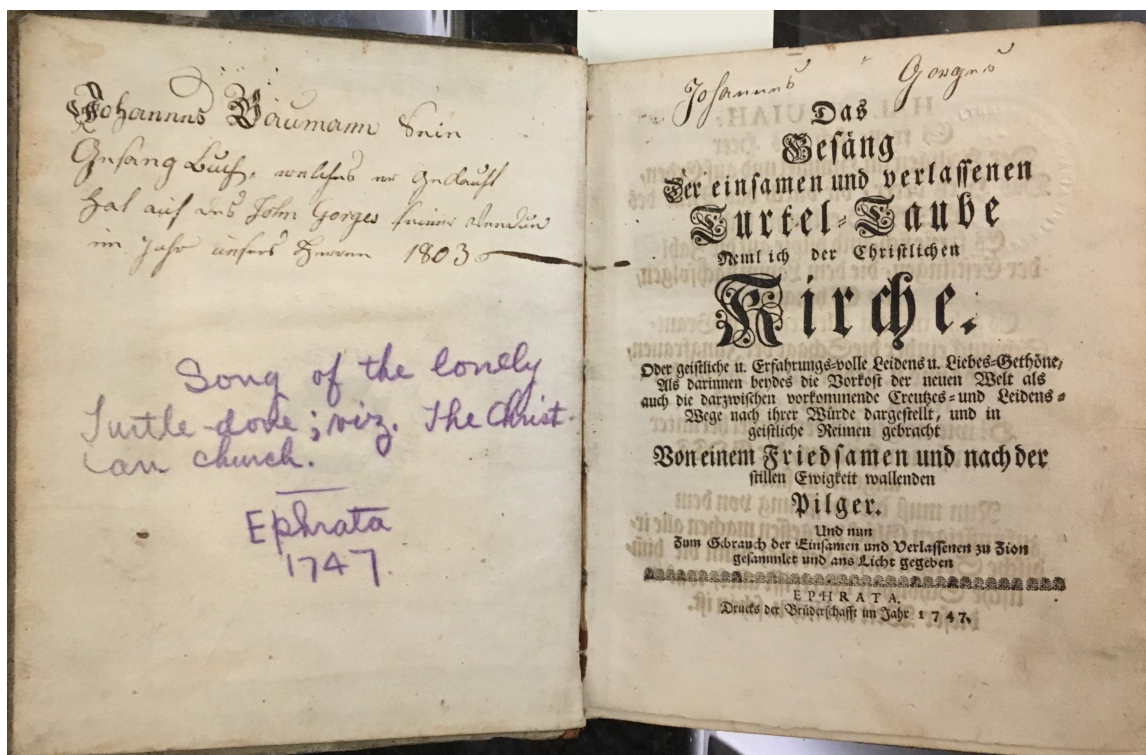 Johannes Baumann sein
Gesang Buch, welches er gekauft
hat auf des John Gorges seiner Vendue
im Jahr unsers Herren 1803
Song of the lonely
Turtle-dove; viz. The Christ-
ian church.
Ephrata
1747.
Johannes Gorges
Das
Gesäng
Der einsamen und verlassenen
Turtel-Taube
Nemlich der Christlichen
Kirche.
Oder geistliche u. Erfahrungs-volle Leidens u. Liebes-Gethöne,
Als darinnen beydes die Vorkost der neuen Welt als
auch die darzwischen vorkommende Creutzes- und Leidens-
Wege nach ihrer Würde dargestellt, und in
geistliche Reimen gebracht
Von einem Friedsamen und nach der
stillen Ewigkeit wallenden
Pilger.
Und nun
Zum Gebrauch der Einsamen und Verlassenen zu Zion
gesammlet und ans Licht gegeben
EPHRATA.
Drucks der Brüderschafft im Jahr 1747.